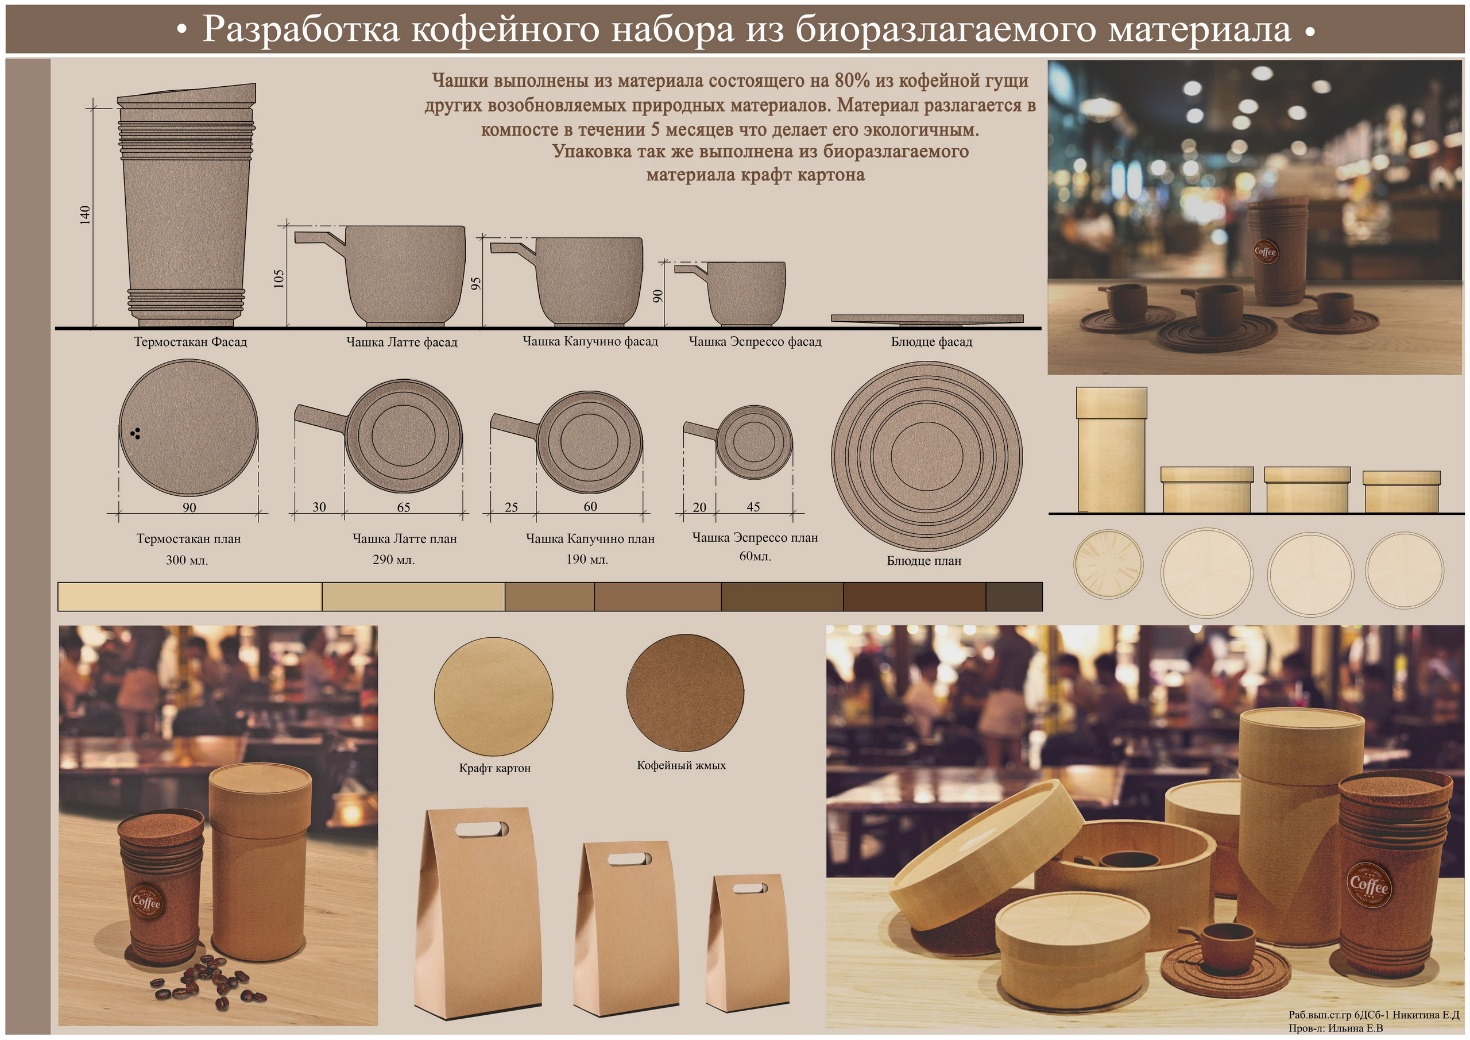 • Разработка кофейного набора из биоразлагаемого материала •
Чашки выполнены из материала состоящего на 80% из кофейной гущи
других возобновляемых природных материалов. Материал разлагается в
компосте в течении 5 месяцев что делает его экологичным.
Упаковка так же выполнена из биоразлагаемого
материала крафт картона
140
105
95
90
Термостакан Фасад
Чашка Латте фасад
Чашка Капучино фасад
Чашка Эспрессо фасад
Блюдце фасад
90
30
65
25
60
20
45
Термостакан план
300 мл.
Чашка Латте план
290 мл.
Чашка Капучино план
190 мл.
Чашка Эспрессо план
60мл.
Блюдце план
Coffee
Крафт картон
Кофейный жмых
Coffee
Coffee
Раб.вып.ст.гр 6ДСб-1 Никитина Е.Д
Пров-л: Ильина Е.В